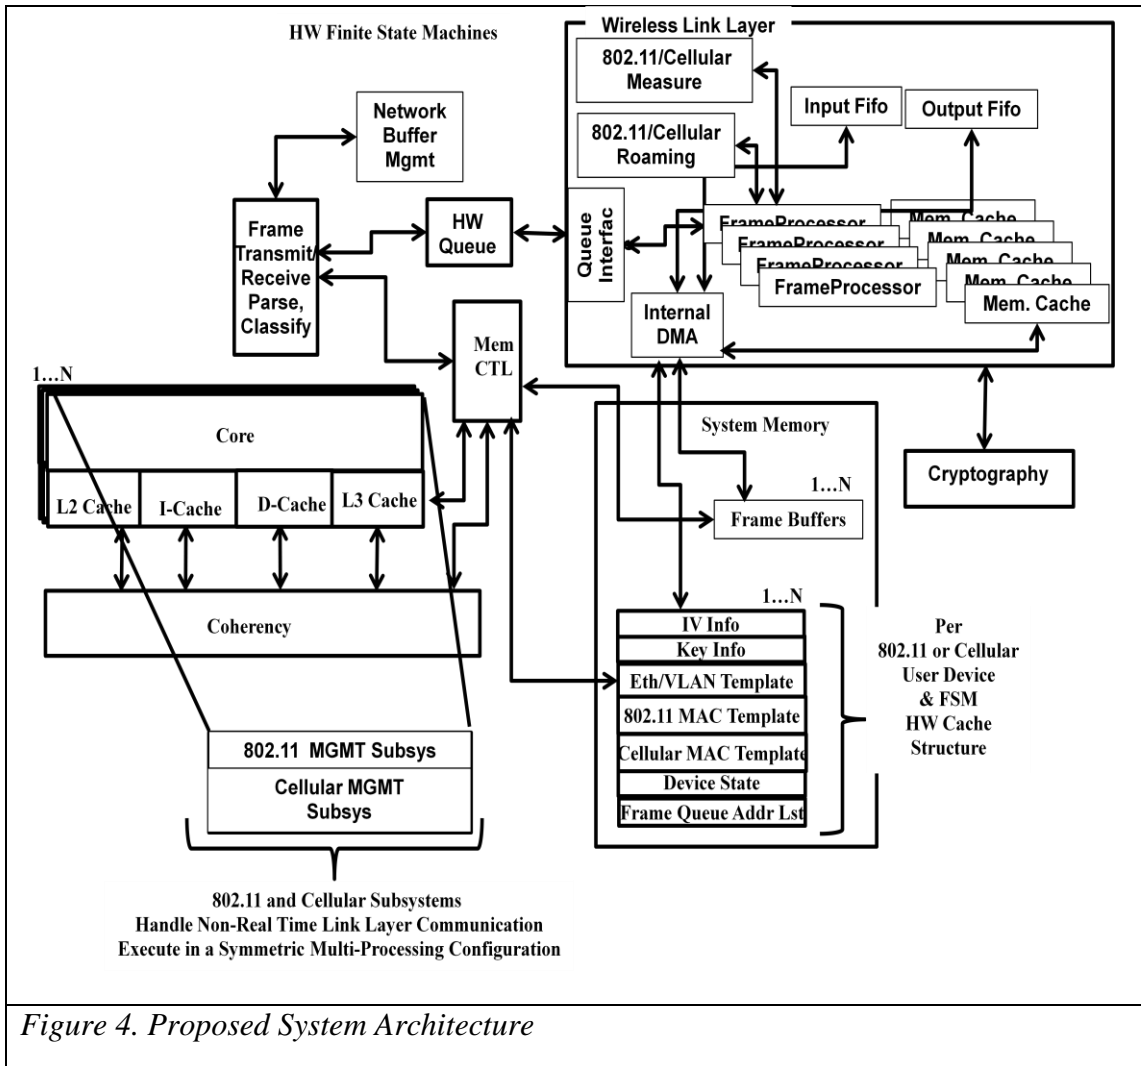 HW Finite State Machines
Wireless Link Layer
802.11/Cellular
Measure
Input Fifo
Output Fifo
Network
Buffer
Mgmt
802.11/Cellular
Roaming
Frame
Transmit/
Receive
Parse,
Classify
HW
Queue
Queue
Interfac
FrameProcessor
FrameProcessor
FrameProcessor
FrameProcessor
Mem. Cache
Mem. Cache
Mem. Cache
Mem. Cache
Mem. Cache
Internal
DMA
Mem
CTL
1…N
Core
L2 Cache
I-Cache
D-Cache
L3 Cache
Coherency
System Memory
1…N
Frame Buffers
Cryptography
1…N
IV Info
Key Info
Eth/VLAN Template
802.11 MAC Template
Cellular MAC Template
Device State
Frame Queue Addr Lst
Per
802.11 or Cellular
User Device
& FSM
HW Cache
Structure
802.11 MGMT Subsys
Cellular MGMT
Subsys
802.11 and Cellular Subsystems
Handle Non-Real Time Link Layer Communication
Execute in a Symmetric Multi-Processing Configuration
Figure 4. Proposed System Architecture